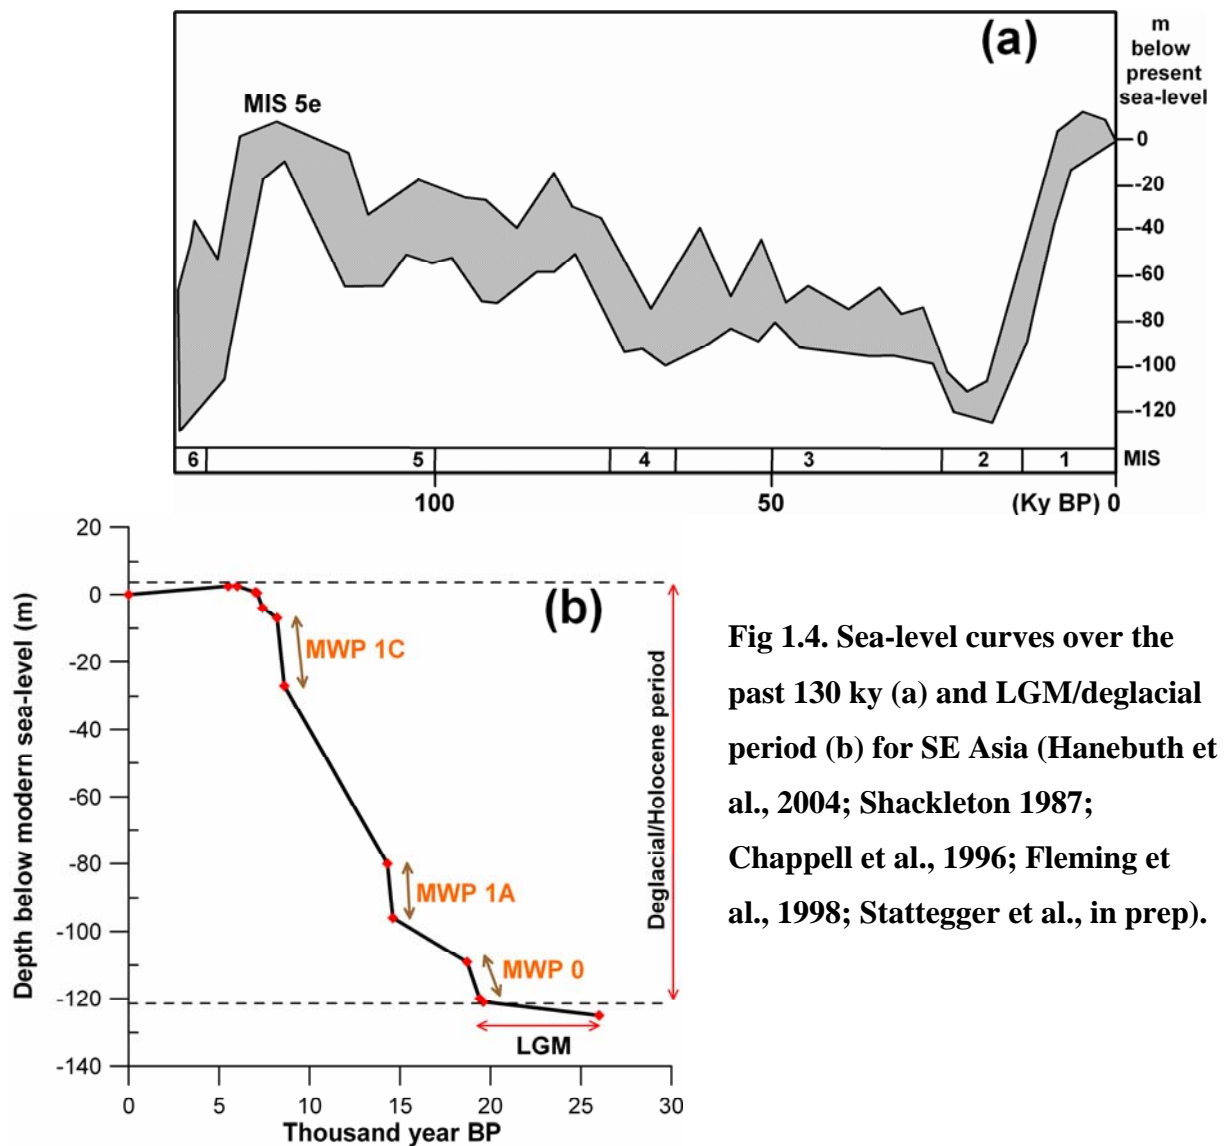 (a)
m
below
present
sea-level
MIS 5e
0
-20
-40
-60
-80
-100
-120
6 5 4 3 2 1 MIS
100 50 (Ky BP) 0
20
0
-20
-40
-60
-80
-100
-120
-140
Depth below modern sea-level (m)
(b)
MWP 1C
MWP 1A
MWP 0
LGM
Deglacial/Holocene period
0 5 10 15 20 25 30
Thousand year BP
Fig 1.4. Sea-level curves over the
past 130 ky (a) and LGM/deglacial
period (b) for SE Asia (Hanebuth et
al., 2004; Shackleton 1987;
Chappell et al., 1996; Fleming et
al., 1998; Stattegger et al., in prep).